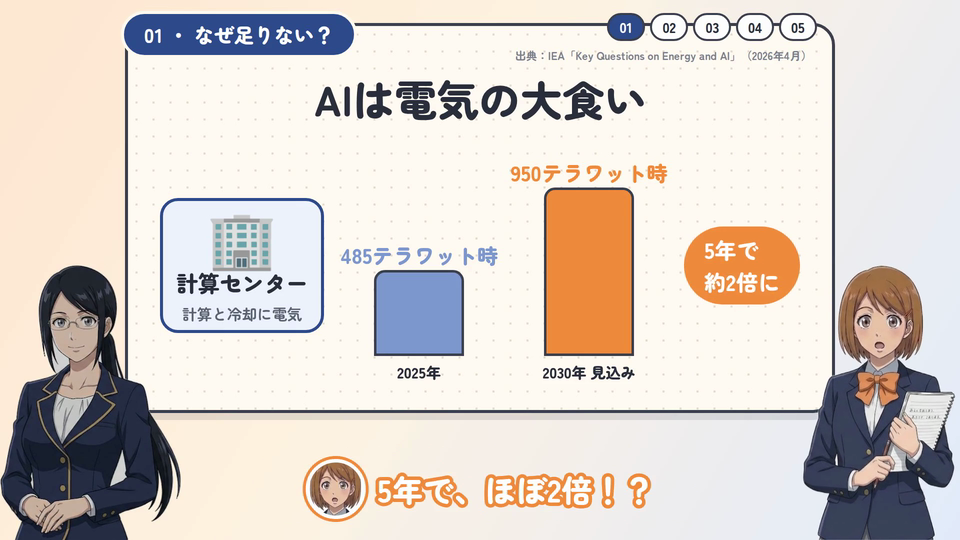 01 ・ なぜ足りない？
01 02 03 04 05
出典：IEA「Key Questions on Energy and AI」（2026年4月）
AIは電気の大食い
計算センター
計算と冷却に電気
485テラワット時
2025年
950テラワット時
2030年 見込み
5年で
約2倍に
5年で、ほぼ2倍！？